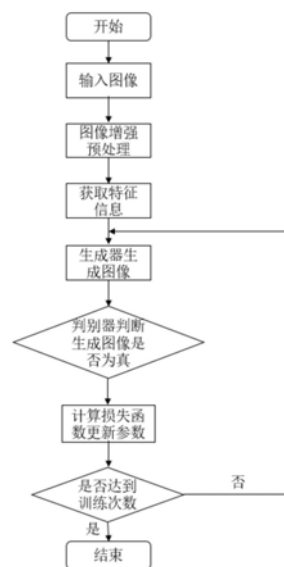 开始
输入图像
图像增强
预处理
获取特征
信息
生成器生
成图像
判别器判断
生成图像是
否为真
计算损失函
数更新参数
是否达到
训练次数
否
是
结束